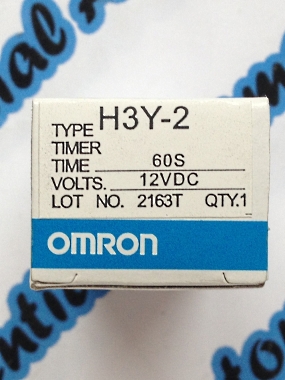 TYPE H3Y-2
TIMER
TIME 60S
VOLTS. 12VDC
LOT NO. 2163T QTY.1
OMRON